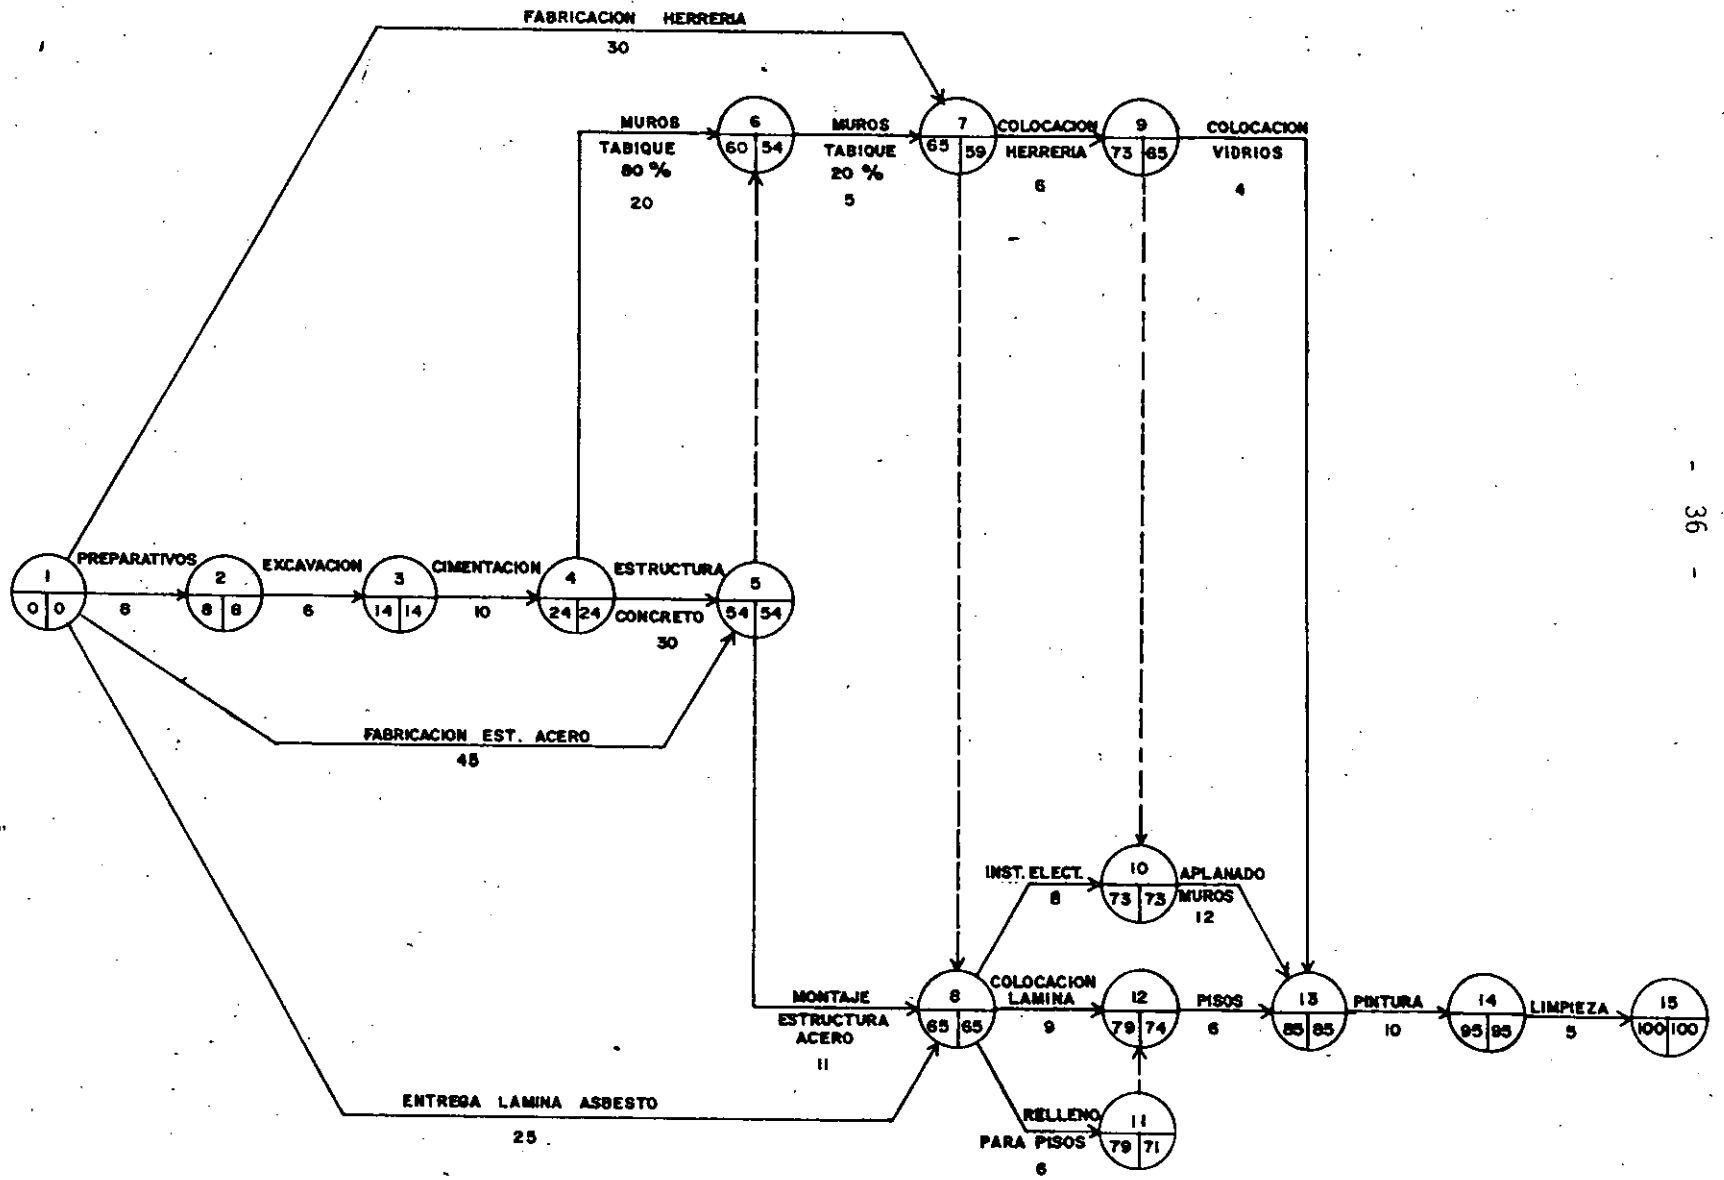 FABRICACION HERRERIA
30
MUROS
TABIQUE
80 %
20
6
60 54
MUROS
TABIQUE
20 %
5
7
65 59
COLOCACION
HERRERIA
6
9
73 65
COLOCACION
VIDRIOS
4
- 36 -
1
0 0
PREPARATIVOS
8
2
8 8
EXCAVACION
6
3
14 14
CIMENTACION
10
4
24 24
ESTRUCTURA
CONCRETO
30
5
54 54
FABRICACION EST. ACERO
45
INST. ELECT.
8
10
73 73
APLANADO
MUROS
12
MONTAJE
ESTRUCTURA
ACERO
11
8
65 65
COLOCACION
LAMINA
9
12
79 74
PISOS
6
13
85 85
PINTURA
10
14
95 95
LIMPIEZA
5
15
100 100
ENTREGA LAMINA ASBESTO
25
RELLENO
PARA PISOS
6
11
79 71